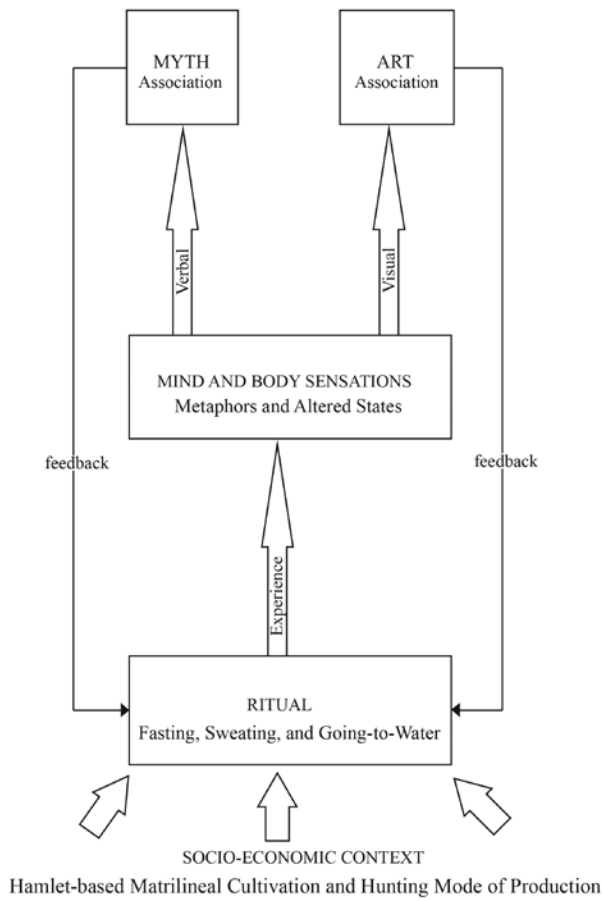 MYTH
Association
ART
Association
Verbal
Visual
MIND AND BODY SENSATIONS
Metaphors and Altered States
feedback
feedback
Experience
RITUAL
Fasting, Sweating, and Going-to-Water
SOCIO-ECONOMIC CONTEXT
Hamlet-based Matrilineal Cultivation and Hunting Mode of Production